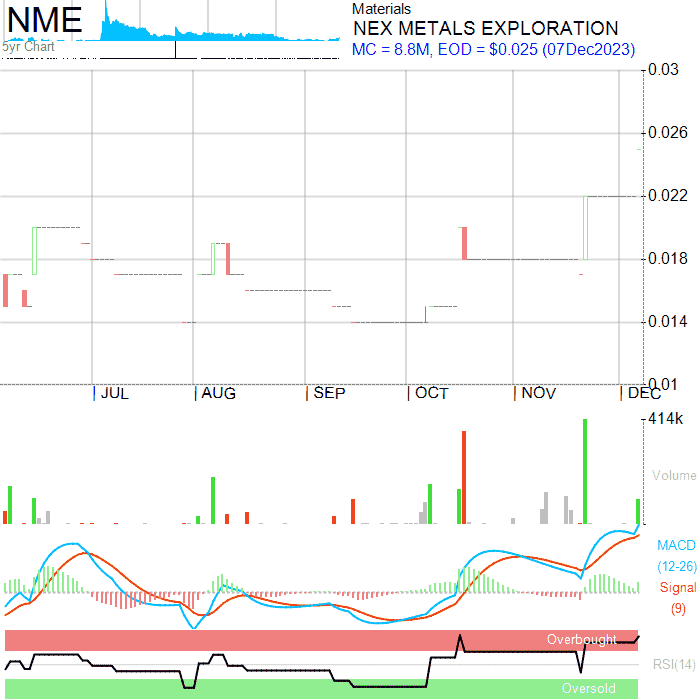 NME
5yr Chart
Materials
NEX METALS EXPLORATION
MC = 8.8M, EOD = $0.025 (07Dec2023)
0.03
0.026
0.022
0.018
0.014
0.01
JUL AUG SEP OCT NOV DEC
414k
Volume
MACD
(12-26)
Signal
(9)
Overbought
RSI(14)
Oversold